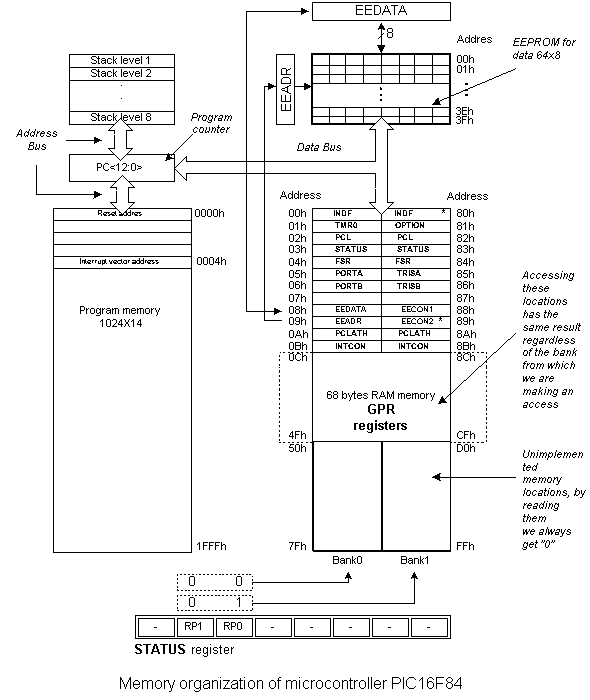 EEDATA
8
Addres
EEPROM for
data 64x8
00h
01h
3Eh
3Fh
EEADR
Stack level 1
Stack level 2
Stack level 8
Program
counter
Address
Bus
PC<12:0>
Data Bus
Address
Address
Reset addres 0000h
Interrupt vector address 0004h
Program memory
1024X14
1FFFh
00h INDF INDF * 80h
01h TMR0 OPTION 81h
02h PCL PCL 82h
03h STATUS STATUS 83h
04h FSR FSR 84h
05h PORTA TRISA 85h
06h PORTB TRISB 86h
07h 87h
08h EEDATA EECON1 88h
09h EEADR EECON2 * 89h
0Ah PCLATH PCLATH 8Ah
0Bh INTCON INTCON 8Bh
0Ch 8Ch
68 bytes RAM memory
GPR
registers
4Fh CFh
50h D0h
7Fh FFh
Accessing
these
locations
has the
same result
regardless
of the bank
from which
we are
making an
access
Unimplemen
ted
memory
locations, by
reading
them
we always
get "0"
Bank0 Bank1
0 0
0 1
- RP1 RP0 - - - - -
STATUS register
Memory organization of microcontroller PIC16F84